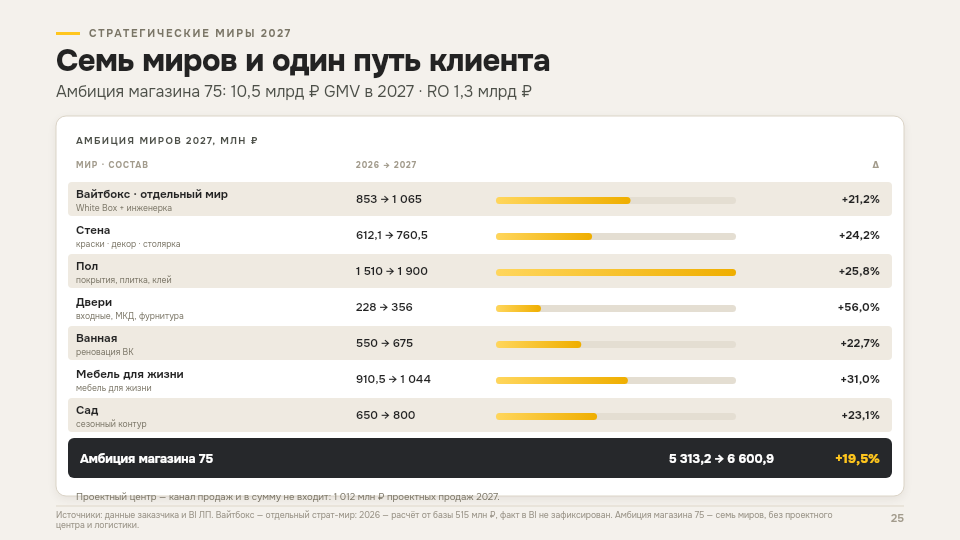 СТРАТЕГИЧЕСКИЕ МИРЫ 2027
Семь миров и один путь клиента
Амбиция магазина 75: 10,5 млрд ₽ GMV в 2027 · RO 1,3 млрд ₽
АМБИЦИЯ МИРОВ 2027, МЛН ₽
МИР · СОСТАВ 2026 → 2027 Δ
Вайтбокс · отдельный мир
White Box + инженерка
853 → 1 065 +21,2%
Стена
краски · декор · столярка
612,1 → 760,5 +24,2%
Пол
покрытия, плитка, клей
1 510 → 1 900 +25,8%
Двери
входные, МКД, фурнитура
228 → 356 +56,0%
Ванная
реновация ВК
550 → 675 +22,7%
Мебель для жизни
мебель для жизни
910,5 → 1 044 +31,0%
Сад
сезонный контур
650 → 800 +23,1%
Амбиция магазина 75 5 313,2 → 6 600,9 +19,5%
Проектный центр — канал продаж и в сумму не входит: 1 012 млн ₽ проектных продаж 2027.
Источники: данные заказчика и BI ЛП. Вайтбокс — отдельный страт-мир: 2026 — расчёт от базы 515 млн ₽, факт в BI не зафиксирован. Амбиция магазина 75 — семь миров, без проектного
центра и логистики.
25